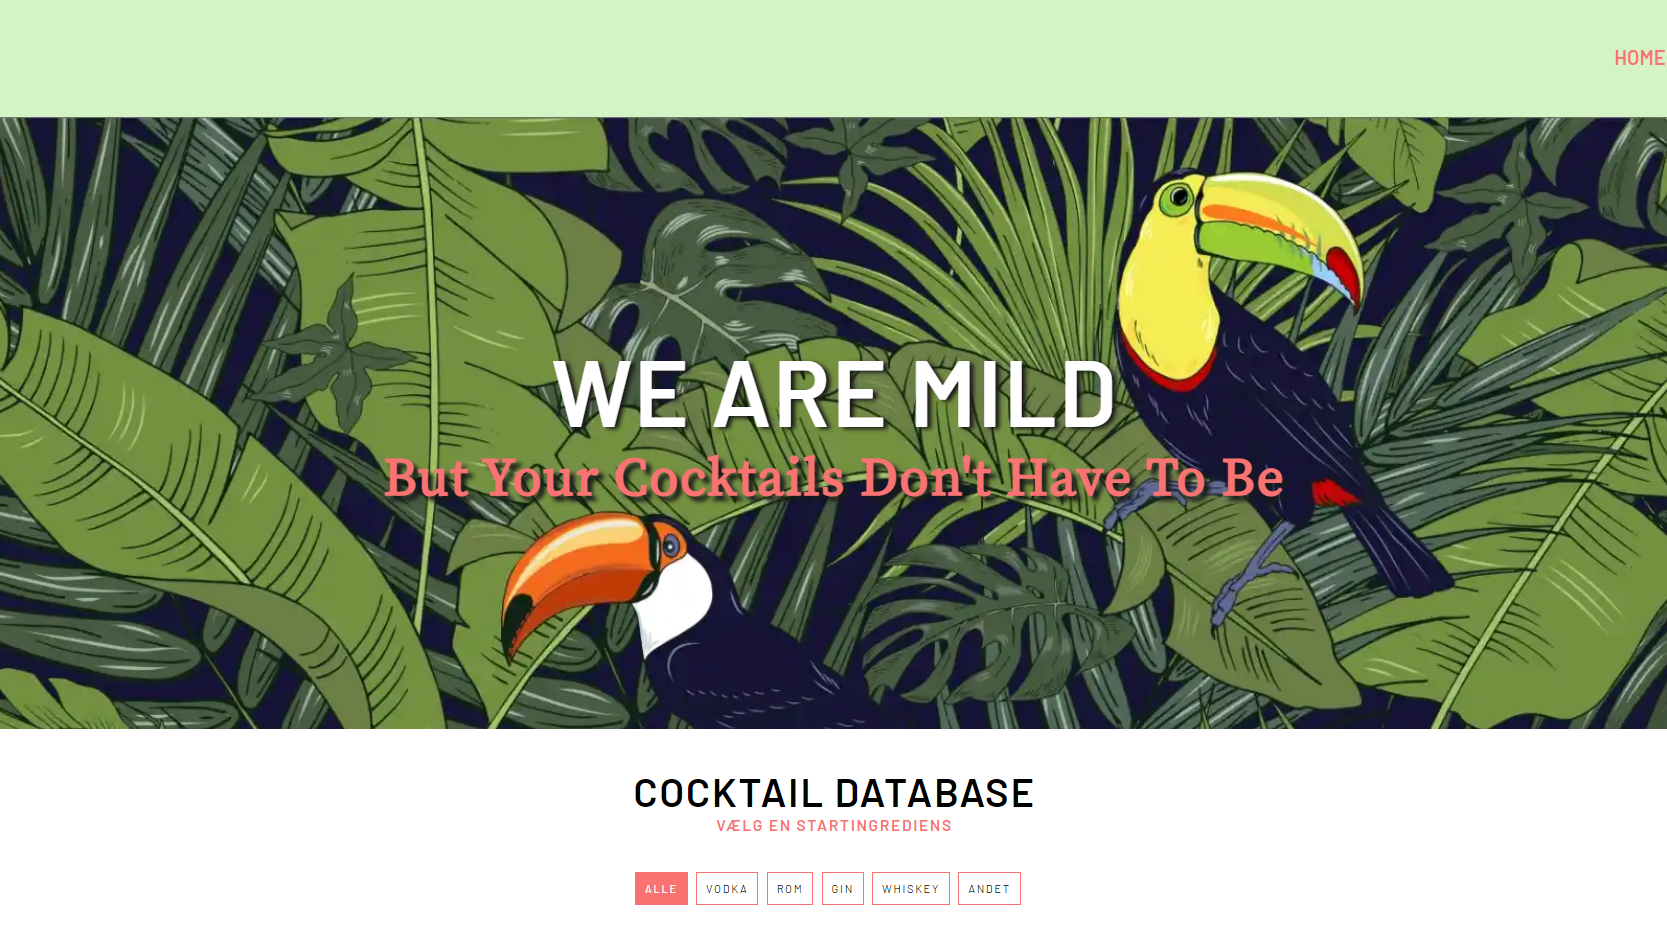 HOME
WE ARE MILD
But Your Cocktails Don't Have To Be
COCKTAIL DATABASE
VÆLG EN STARTINGREDIENS
ALLE VODKA ROM GIN WHISKEY ANDET